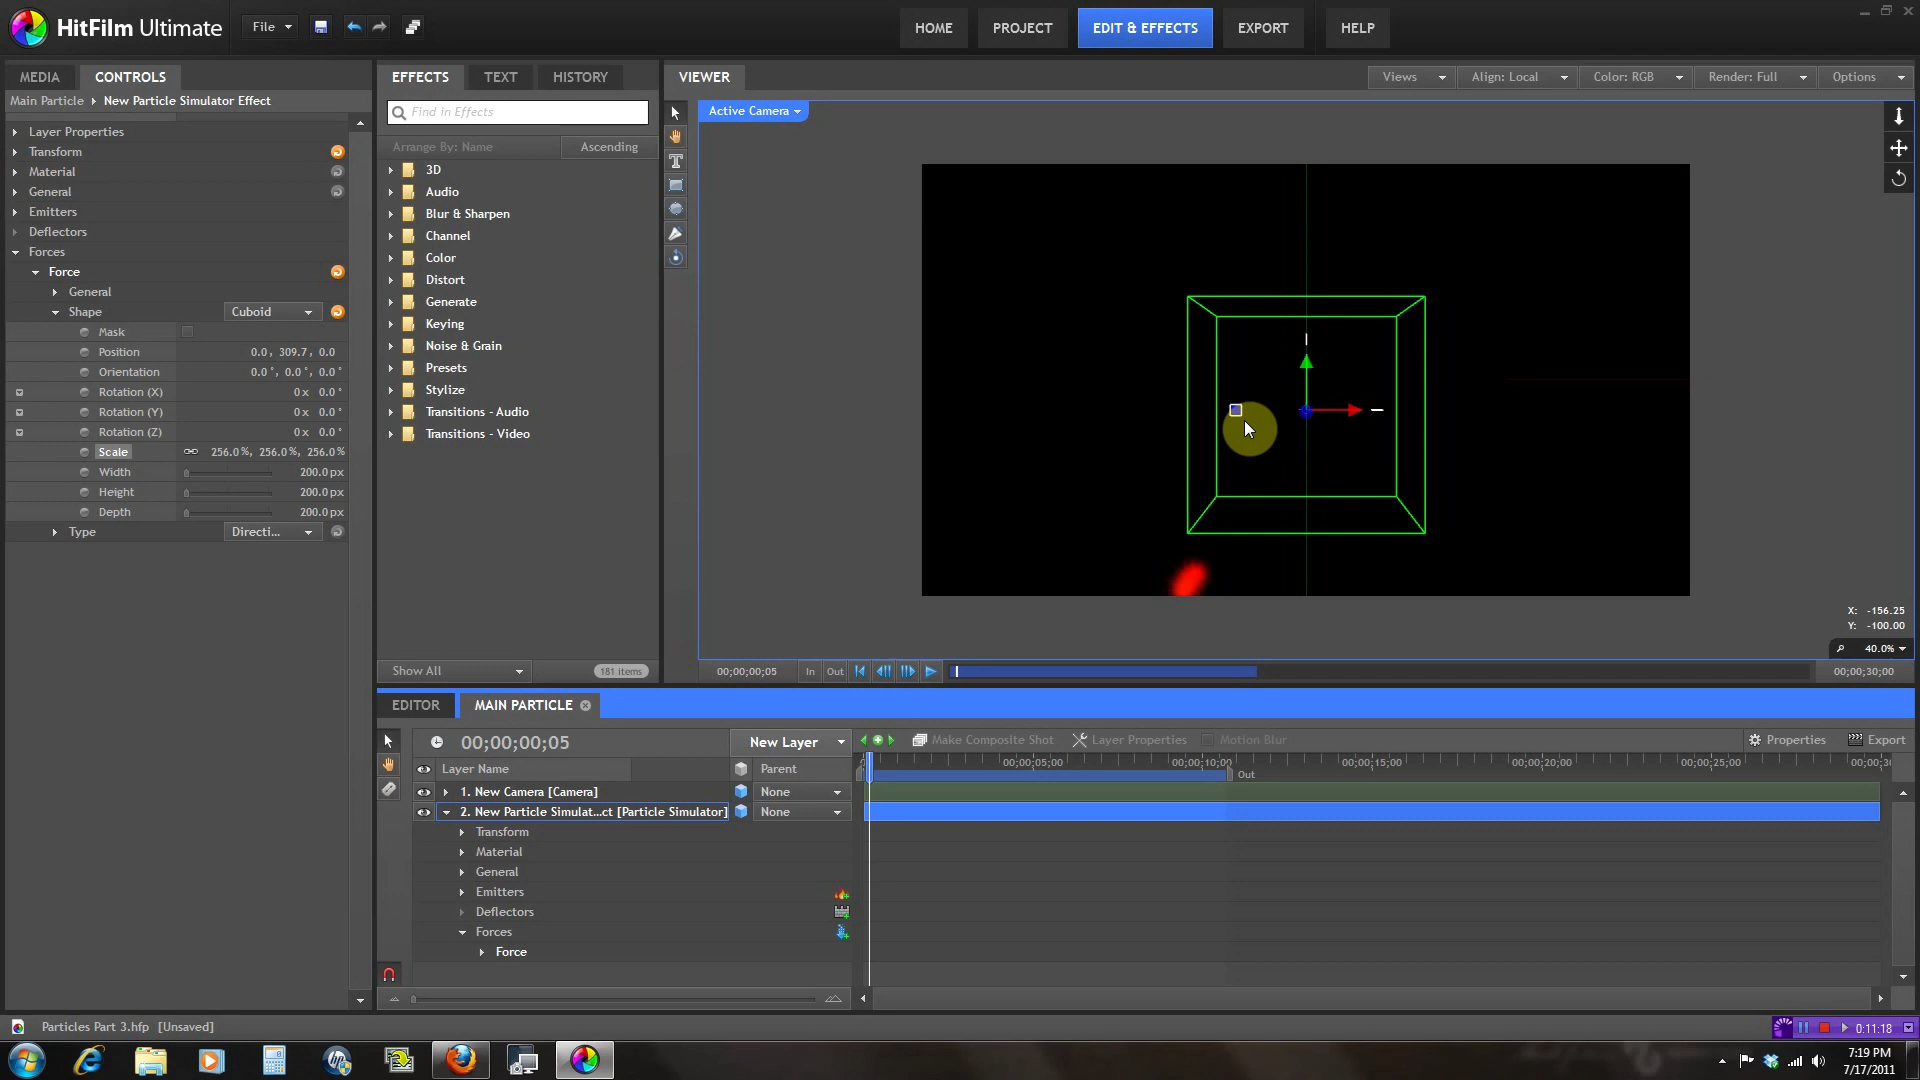 HitFilm Ultimate
File
HOME
PROJECT
EDIT & EFFECTS
EXPORT
HELP
MEDIA
CONTROLS
Main Particle
New Particle Simulator Effect
Layer Properties
Transform
Material
General
Emitters
Deflectors
Forces
Force
General
Shape
Cuboid
Mask
Position
0.0, 309.7, 0.0
Orientation
0.0°, 0.0°, 0.0°
Rotation (X)
0x 0.0°
Rotation (Y)
0x 0.0°
Rotation (Z)
0x 0.0°
Scale
256.0%, 256.0%, 256.0%
Width
200.0px
Height
200.0px
Depth
200.0px
Type
Directi...
EFFECTS
TEXT
HISTORY
Find in Effects
Arrange By: Name
Ascending
3D
Audio
Blur & Sharpen
Channel
Color
Distort
Generate
Keying
Noise & Grain
Presets
Stylize
Transitions - Audio
Transitions - Video
Show All
181 items
VIEWER
Views
Align: Local
Color: RGB
Render: Full
Options
Active Camera
X: -156.25
Y: -100.00
40.0%
00;00;00;05
In
Out
00;00;30;00
EDITOR
MAIN PARTICLE
00;00;00;05
New Layer
Make Composite Shot
Layer Properties
Motion Blur
Properties
Export
Layer Name
Parent
00;00;05;00
00;00;10;00
00;00;15;00
00;00;20;00
00;00;25;00
Out
1. New Camera [Camera]
None
2. New Particle Simulat...ct [Particle Simulator]
None
Transform
Material
General
Emitters
Deflectors
Forces
Force
Particles Part 3.hfp [Unsaved]
0:11:18
7:19 PM
7/17/2011